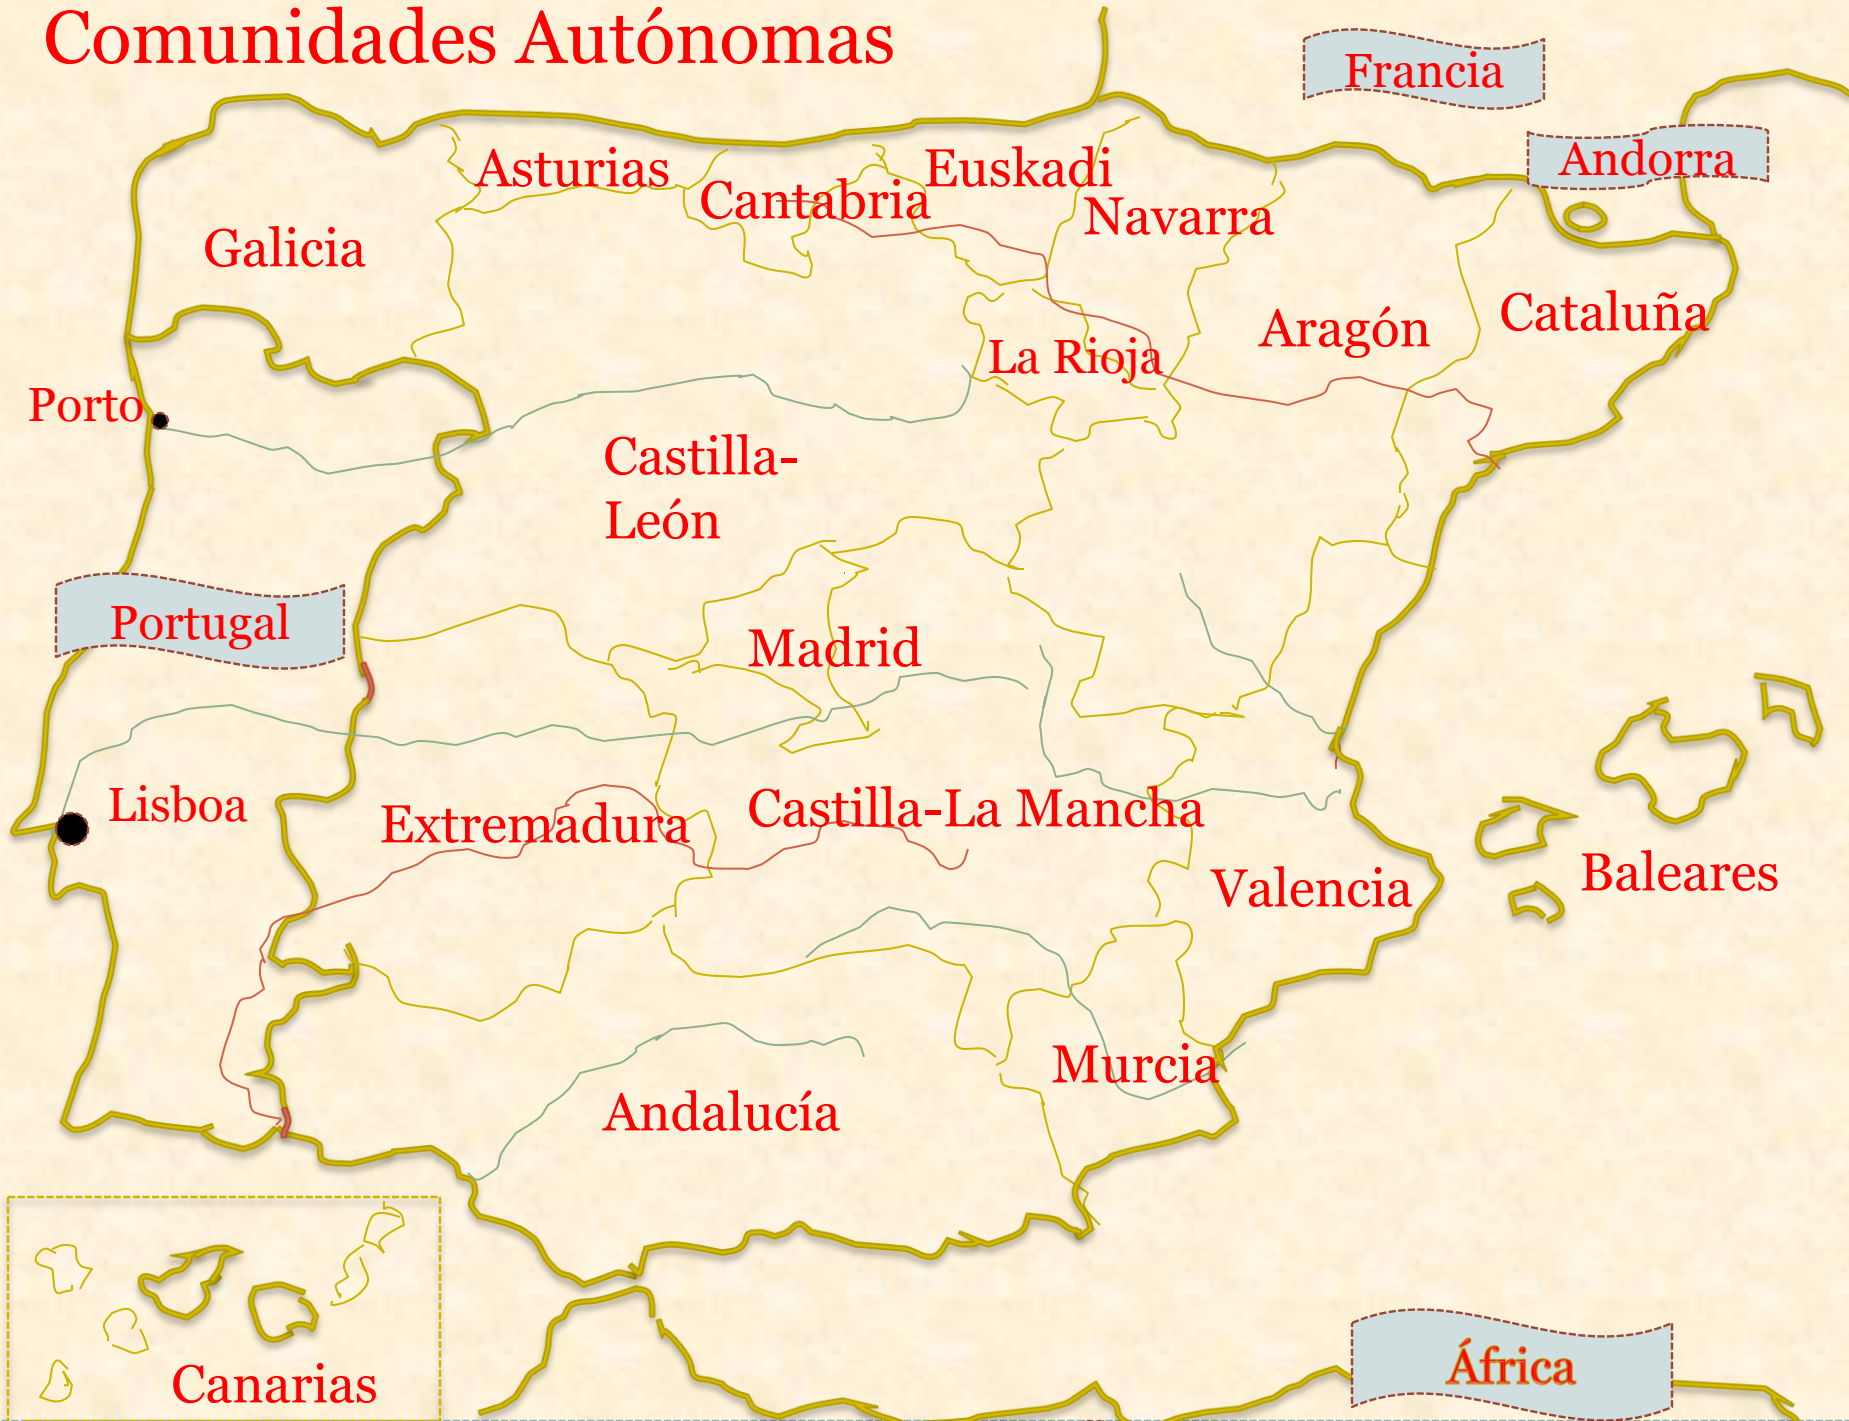 Comunidades Autónomas
Francia
Andorra
Asturias
Euskadi
Cantabria
Navarra
Galicia
Cataluña
Aragón
La Rioja
Porto
Castilla-
León
Portugal
Madrid
Lisboa
Extremadura
Castilla-La Mancha
Valencia
Baleares
Murcia
Andalucía
África
Canarias